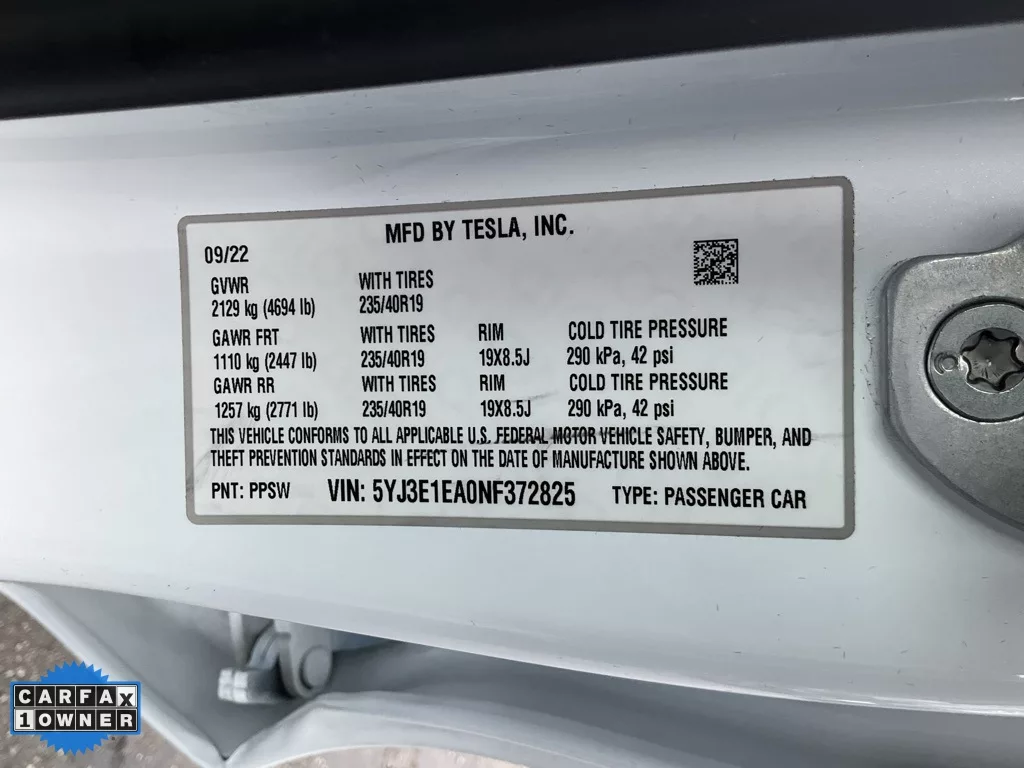 MFD BY TESLA, INC.
09/22
GVWR WITH TIRES
2129 kg (4694 lb) 235/40R19
GAWR FRT WITH TIRES RIM COLD TIRE PRESSURE
1110 kg (2447 lb) 235/40R19 19X8.5J 290 kPa, 42 psi
GAWR RR WITH TIRES RIM COLD TIRE PRESSURE
1257 kg (2771 lb) 235/40R19 19X8.5J 290 kPa, 42 psi
THIS VEHICLE CONFORMS TO ALL APPLICABLE U.S. FEDERAL MOTOR VEHICLE SAFETY, BUMPER, AND
THEFT PREVENTION STANDARDS IN EFFECT ON THE DATE OF MANUFACTURE SHOWN ABOVE.
PNT: PPSW VIN: 5YJ3E1EA0NF372825 TYPE: PASSENGER CAR
CARFAX
1 OWNER